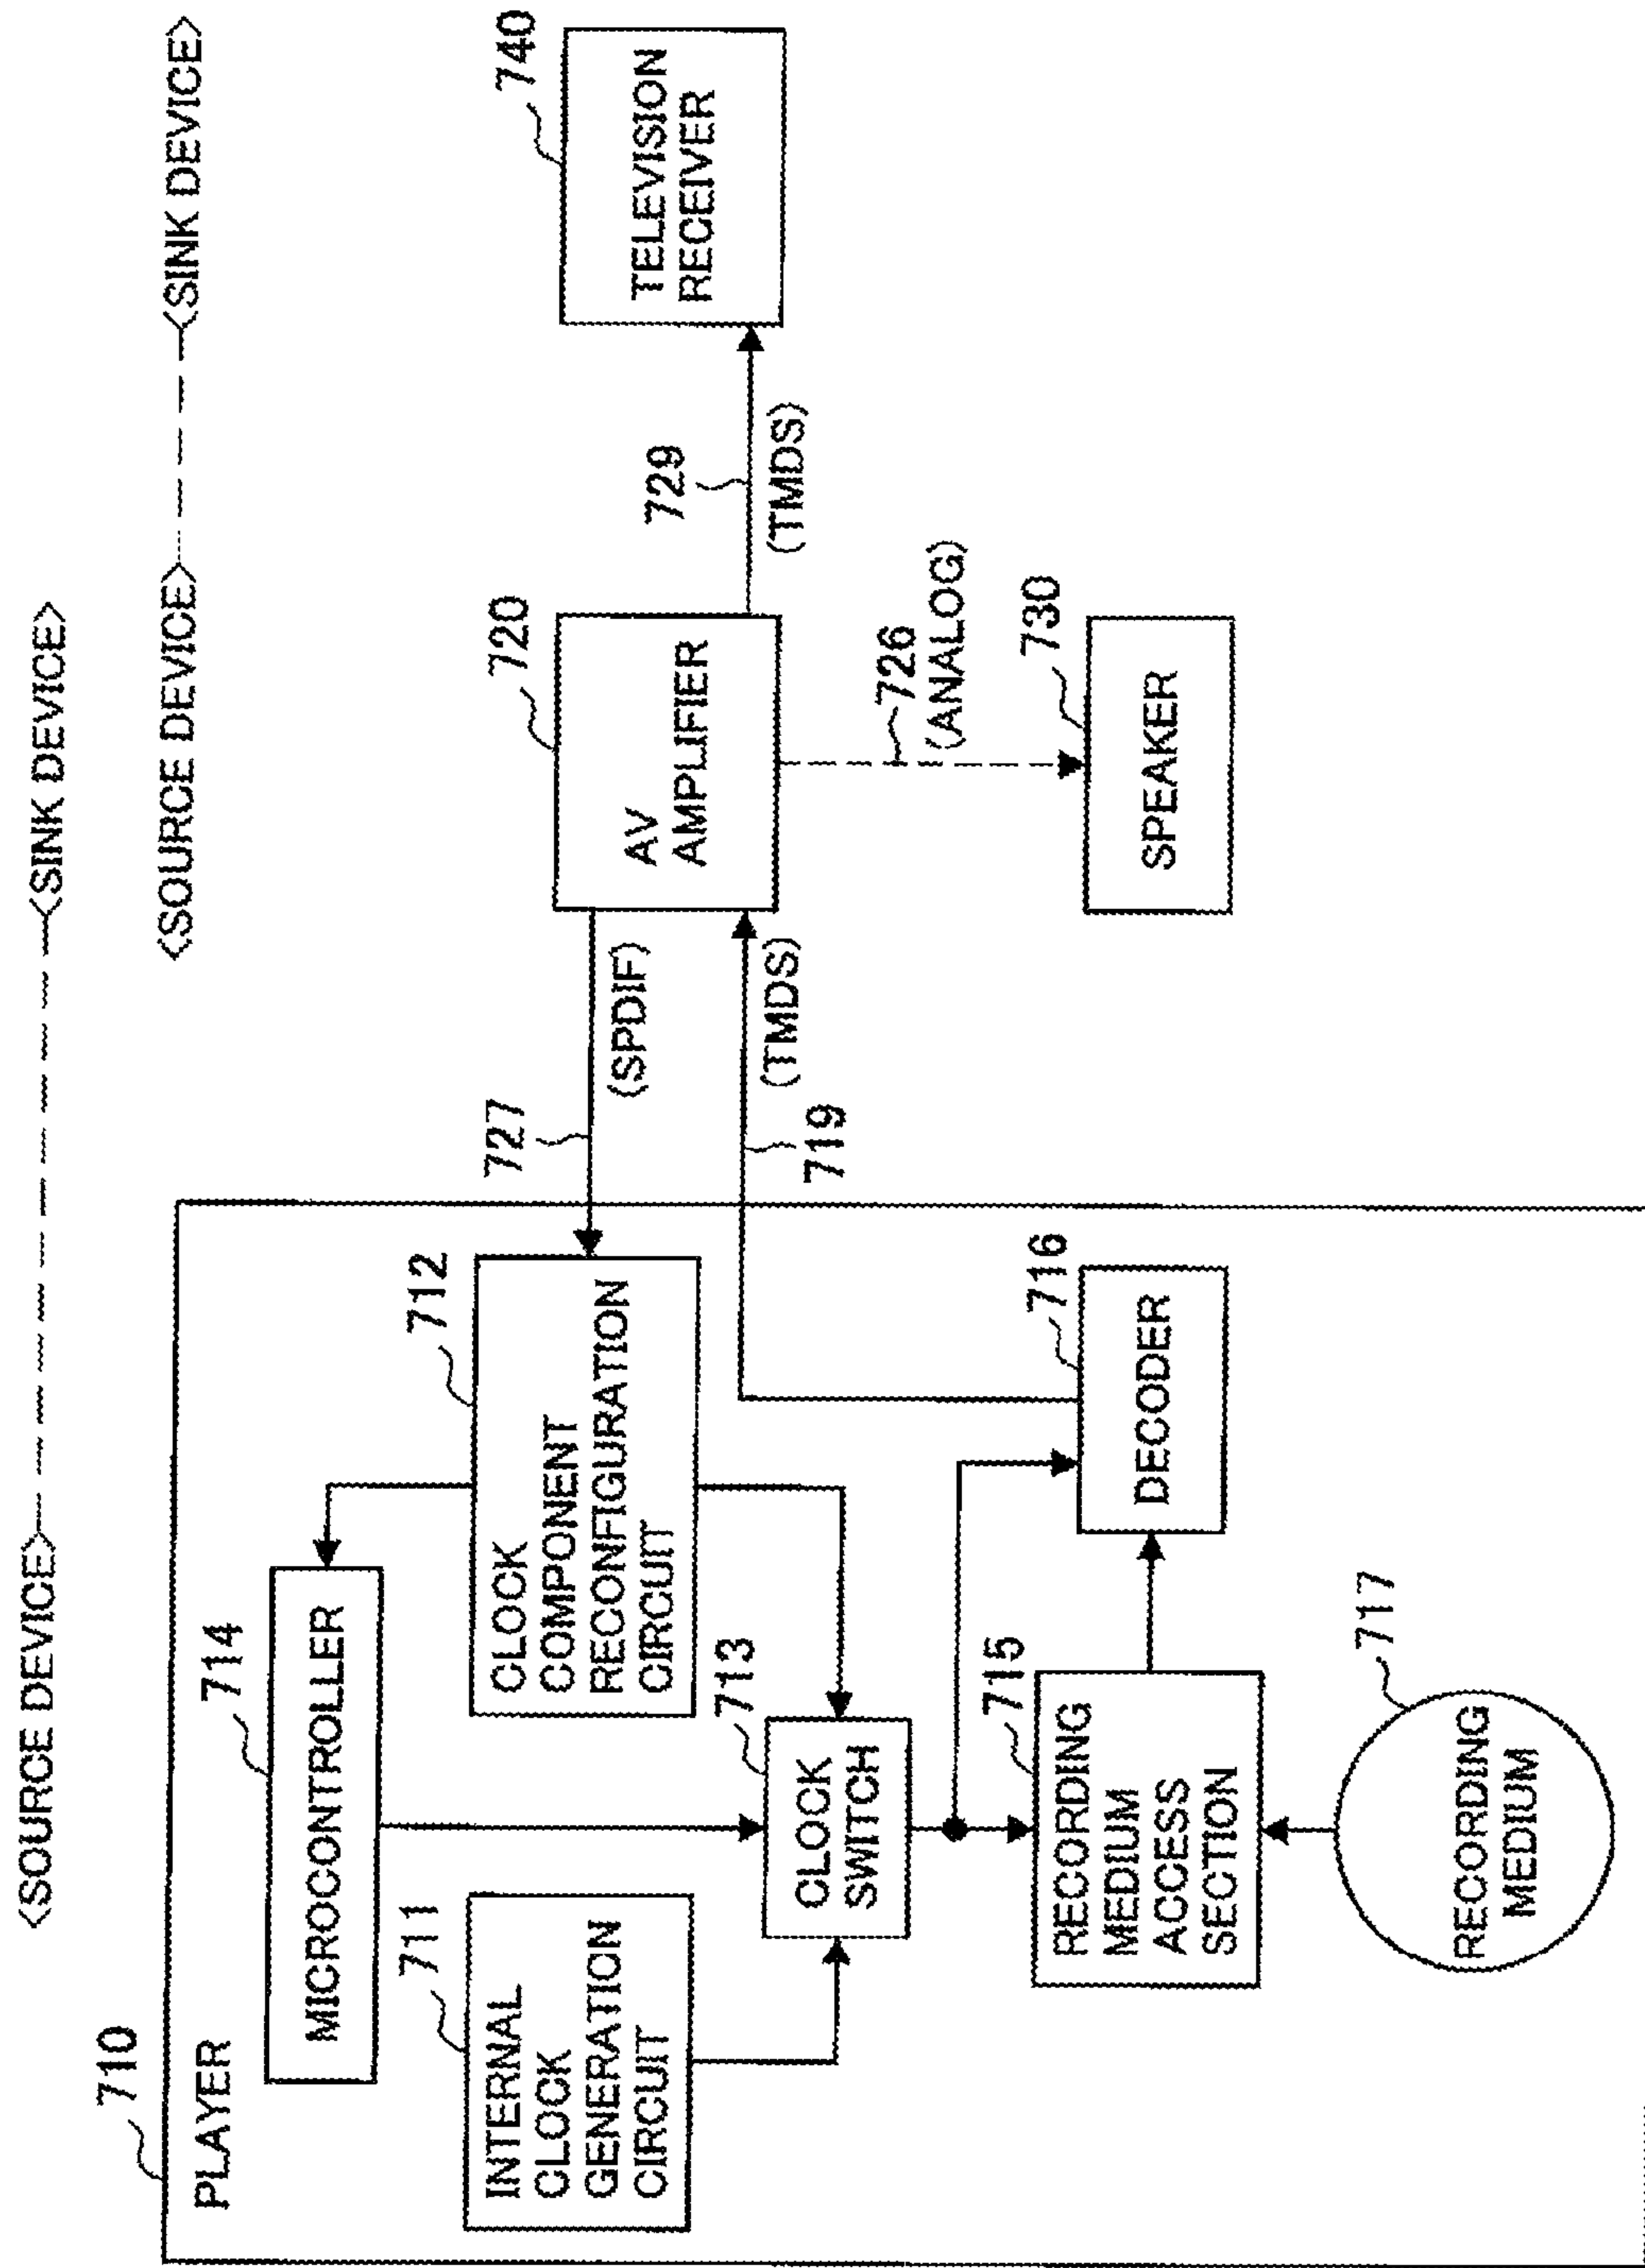 <SOURCE DEVICE>
<SINK DEVICE>
<SOURCE DEVICE>
<SINK DEVICE>
710
PLAYER
714
MICROCONTROLLER
711
INTERNAL
CLOCK
GENERATION
CIRCUIT
712
CLOCK
COMPONENT
RECONFIGURATION
CIRCUIT
713
CLOCK
SWITCH
715
RECORDING
MEDIUM
ACCESS
SECTION
716
DECODER
717
RECORDING
MEDIUM
727
(SPDIF)
(TMDS)
719
720
AV
AMPLIFIER
726
(ANALOG)
730
SPEAKER
729
(TMDS)
740
TELEVISION
RECEIVER